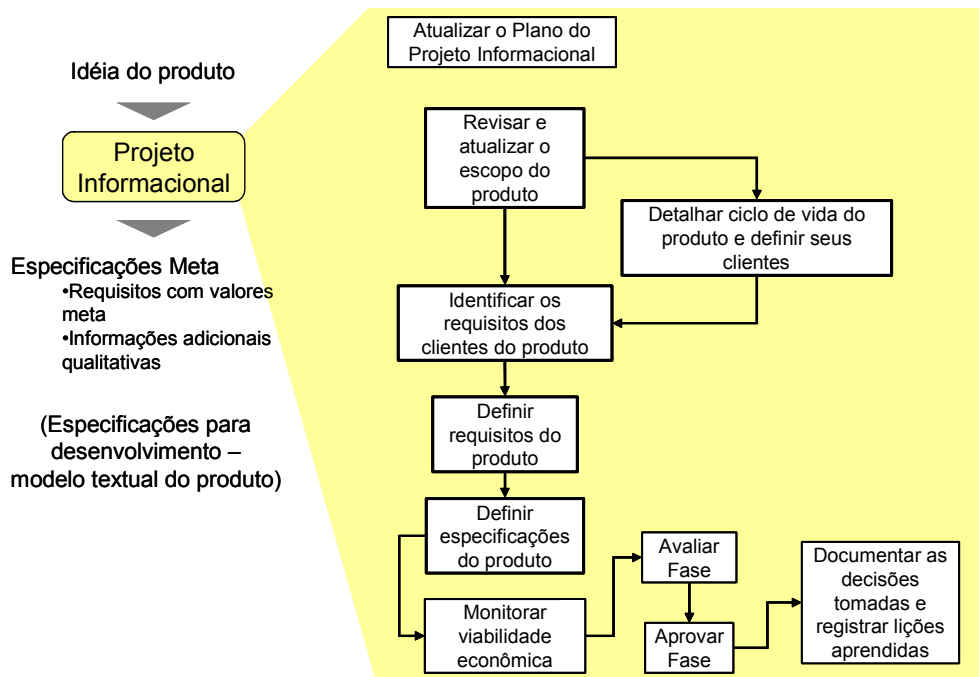 Idéia do produto
Projeto
Informacional
Especificações Meta
•Requisitos com valores
meta
•Informações adicionais
qualitativas
(Especificações para
desenvolvimento –
modelo textual do produto)
Atualizar o Plano do
Projeto Informacional
Revisar e
atualizar o
escopo do
produto
Detalhar ciclo de vida do
produto e definir seus
clientes
Identificar os
requisitos dos
clientes do produto
Definir
requisitos do
produto
Definir
especificações
do produto
Monitorar
viabilidade
econômica
Avaliar
Fase
Aprovar
Fase
Documentar as
decisões
tomadas e
registrar lições
aprendidas